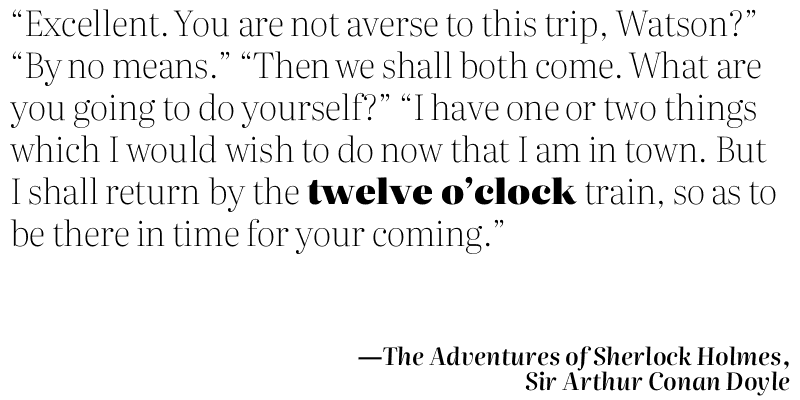 “Excellent. You are not averse to this trip, Watson?”
“By no means.” “Then we shall both come. What are
you going to do yourself?” “I have one or two things
which I would wish to do now that I am in town. But
I shall return by the twelve o’clock train, so as to
be there in time for your coming.”
—The Adventures of Sherlock Holmes,
Sir Arthur Conan Doyle